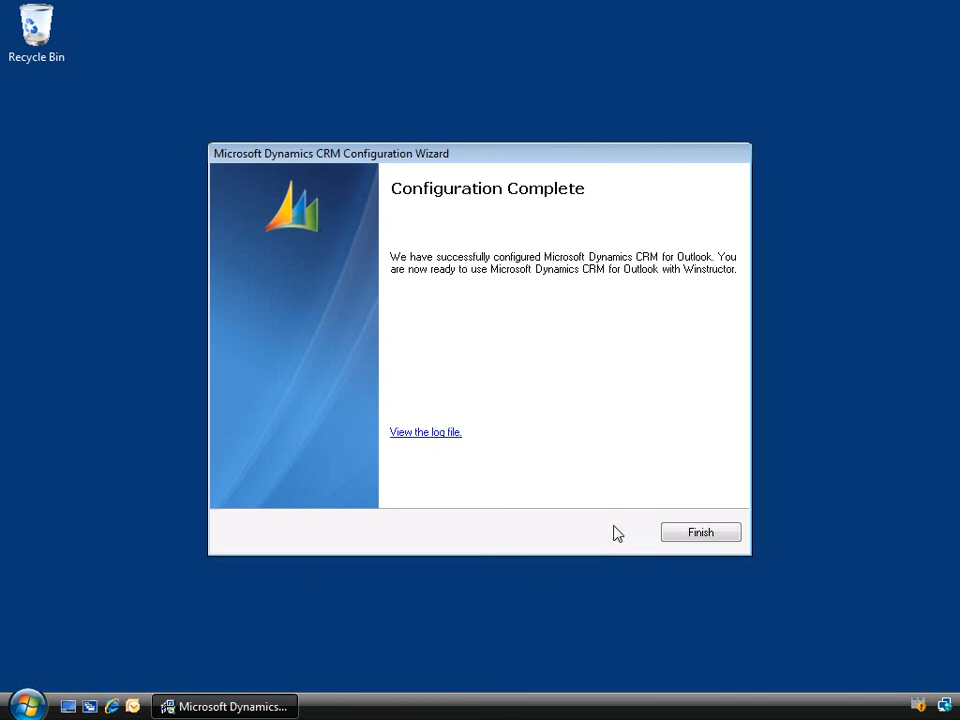 Recycle Bin
Microsoft Dynamics CRM Configuration Wizard
Configuration Complete
We have successfully configured Microsoft Dynamics CRM for Outlook. You
are now ready to use Microsoft Dynamics CRM for Outlook with Winstructor.
View the log file.
Finish
Microsoft Dynamics...